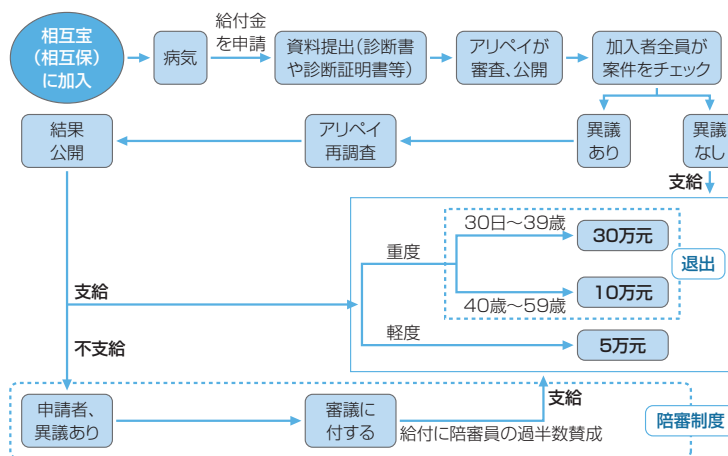 相互宝
（相互保）
に加入
病気
給付金
を申請
資料提出（診断書
や診断証明書等）
アリペイが
審査、公開
加入者全員が
案件をチェック
結果
公開
アリペイ
再調査
異議
あり
異議
なし
支給
30日〜39歳
30万元
重度
退出
10万元
支給
40歳〜59歳
軽度
5万元
不支給
支給
申請者、
異議あり
審議に
付する
給付に陪審員の過半数賛成
陪審制度